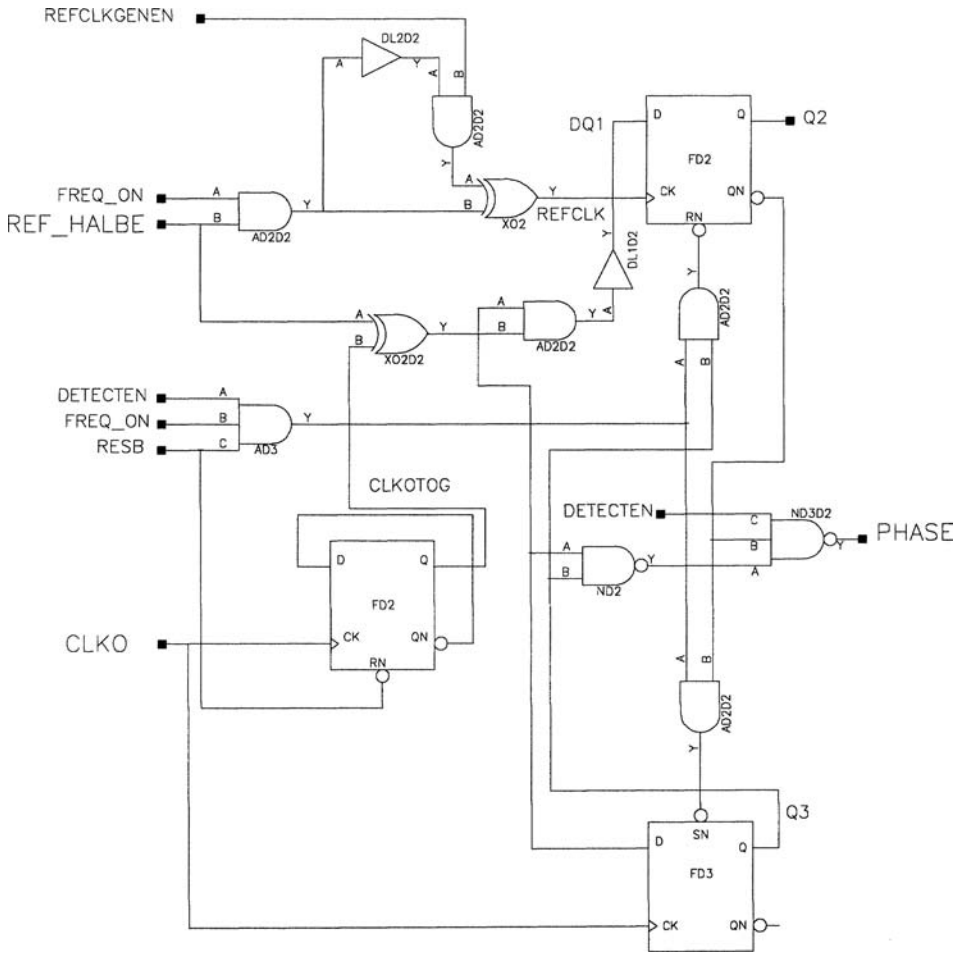 REFCLKGENEN
DL2D2
A
Y
A
B
AD2D2
Y
DQ1
D
Q
Q2
FD2
FREQ_ON
A
REF_HALBE
B
Y
AD2D2
A
B
Y
XO2
REFCLK
CK
QN
RN
Y
DL1D2
A
Y
AD2D2
A
B
A
B
Y
XO2D2
A
B
Y
AD2D2
DETECTEN
A
FREQ_ON
B
Y
RESB
C
AD3
CLKOTOG
D
Q
FD2
CK
QN
RN
CLKO
DETECTEN
C
ND3D2
B
Y
PHASE
A
A
B
Y
ND2
A
B
AD2D2
Y
Q3
SN
D
Q
FD3
CK
QN